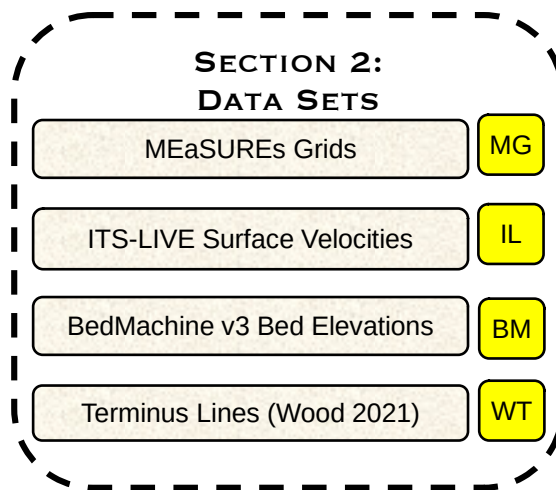 SECTION 2:
DATA SETS
MEaSUREs Grids
MG
ITS-LIVE Surface Velocities
IL
BedMachine v3 Bed Elevations
BM
Terminus Lines (Wood 2021)
WT